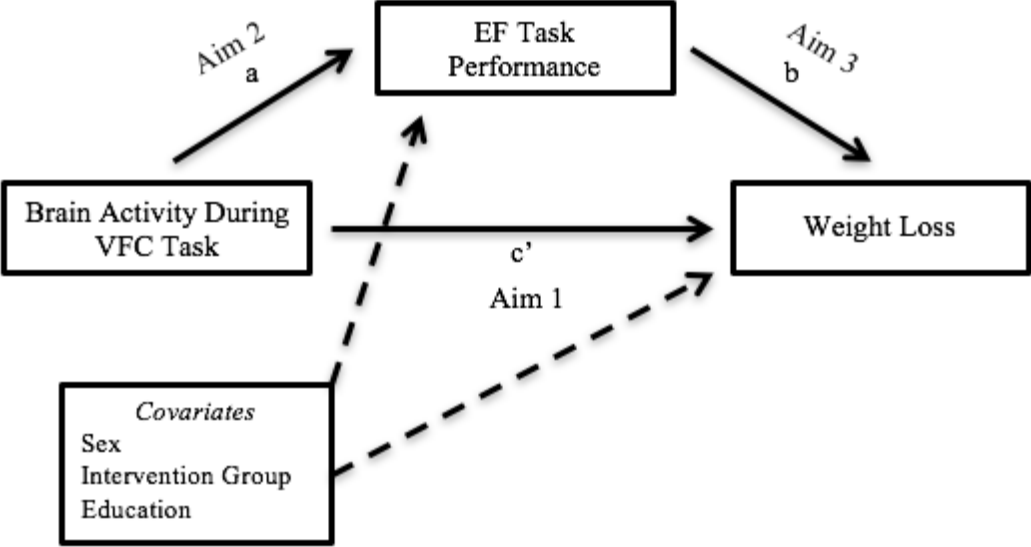 Aim 2
a
EF Task
Performance
Aim 3
b
Brain Activity During
VFC Task
c’
Aim 1
Weight Loss
Covariates
Sex
Intervention Group
Education